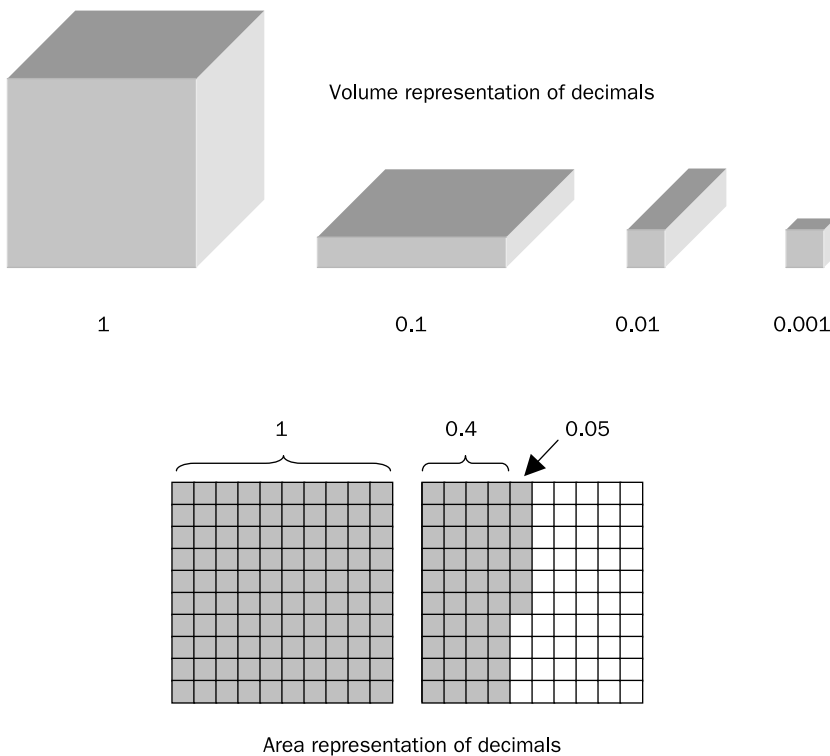 Volume representation of decimals
1 0.1 0.01 0.001
1 0.4 0.05
Area representation of decimals